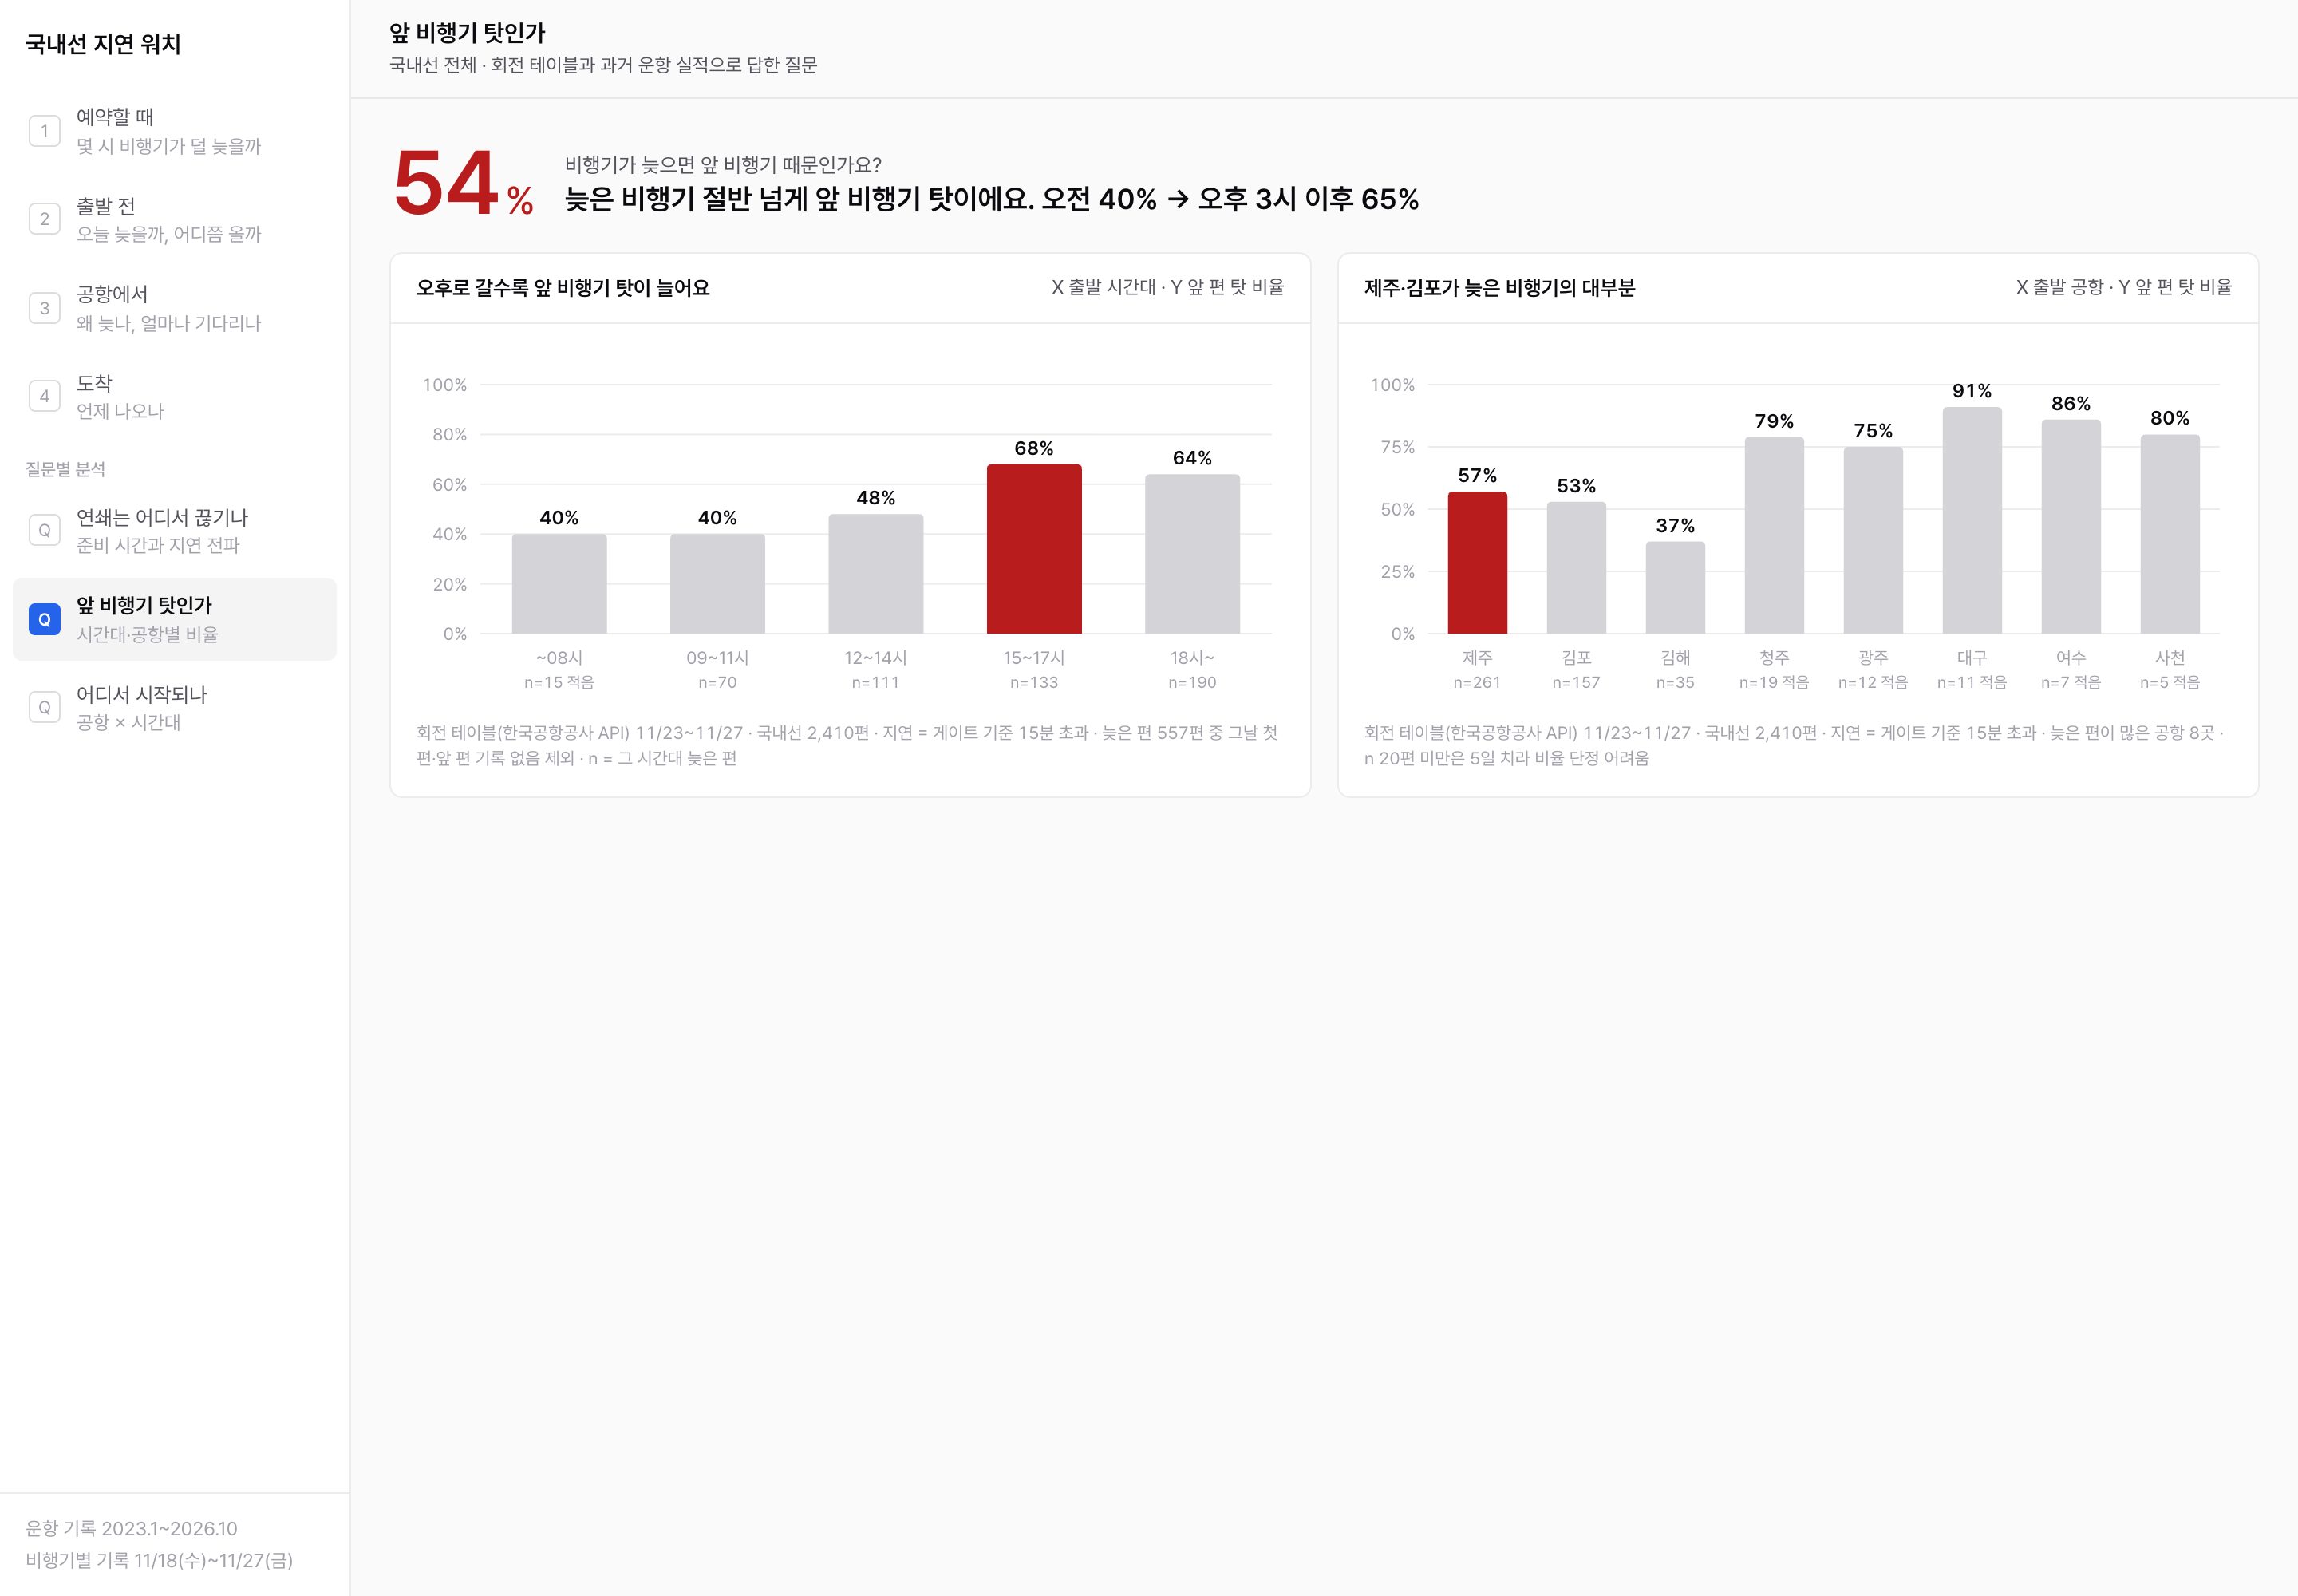 국내선 지연 워치
1
예약할 때
몇 시 비행기가 덜 늦을까
2
출발 전
오늘 늦을까, 어디쯤 올까
3
공항에서
왜 늦나, 얼마나 기다리나
4
도착
언제 나오나
질문별 분석
Q
연쇄는 어디서 끊기나
준비 시간과 지연 전파
Q
앞 비행기 탓인가
시간대·공항별 비율
Q
어디서 시작되나
공항 × 시간대
운항 기록 2023.1~2026.10
비행기별 기록 11/18(수)~11/27(금)
앞 비행기 탓인가
국내선 전체 · 회전 테이블과 과거 운항 실적으로 답한 질문
54%
비행기가 늦으면 앞 비행기 때문인가요?
늦은 비행기 절반 넘게 앞 비행기 탓이에요. 오전 40% → 오후 3시 이후 65%
오후로 갈수록 앞 비행기 탓이 늘어요
X 출발 시간대 · Y 앞 편 탓 비율
100%
80%
60%
40%
20%
0%
40%
40%
48%
68%
64%
~08시
09~11시
12~14시
15~17시
18시~
n=15 적음
n=70
n=111
n=133
n=190
회전 테이블(한국공항공사 API) 11/23~11/27 · 국내선 2,410편 · 지연 = 게이트 기준 15분 초과 · 늦은 편 557편 중 그날 첫
편·앞 편 기록 없음 제외 · n = 그 시간대 늦은 편
제주·김포가 늦은 비행기의 대부분
X 출발 공항 · Y 앞 편 탓 비율
100%
75%
50%
25%
0%
57%
53%
37%
79%
75%
91%
86%
80%
제주
김포
김해
청주
광주
대구
여수
사천
n=261
n=157
n=35
n=19 적음
n=12 적음
n=11 적음
n=7 적음
n=5 적음
회전 테이블(한국공항공사 API) 11/23~11/27 · 국내선 2,410편 · 지연 = 게이트 기준 15분 초과 · 늦은 편이 많은 공항 8곳 ·
n 20편 미만은 5일 치라 비율 단정 어려움